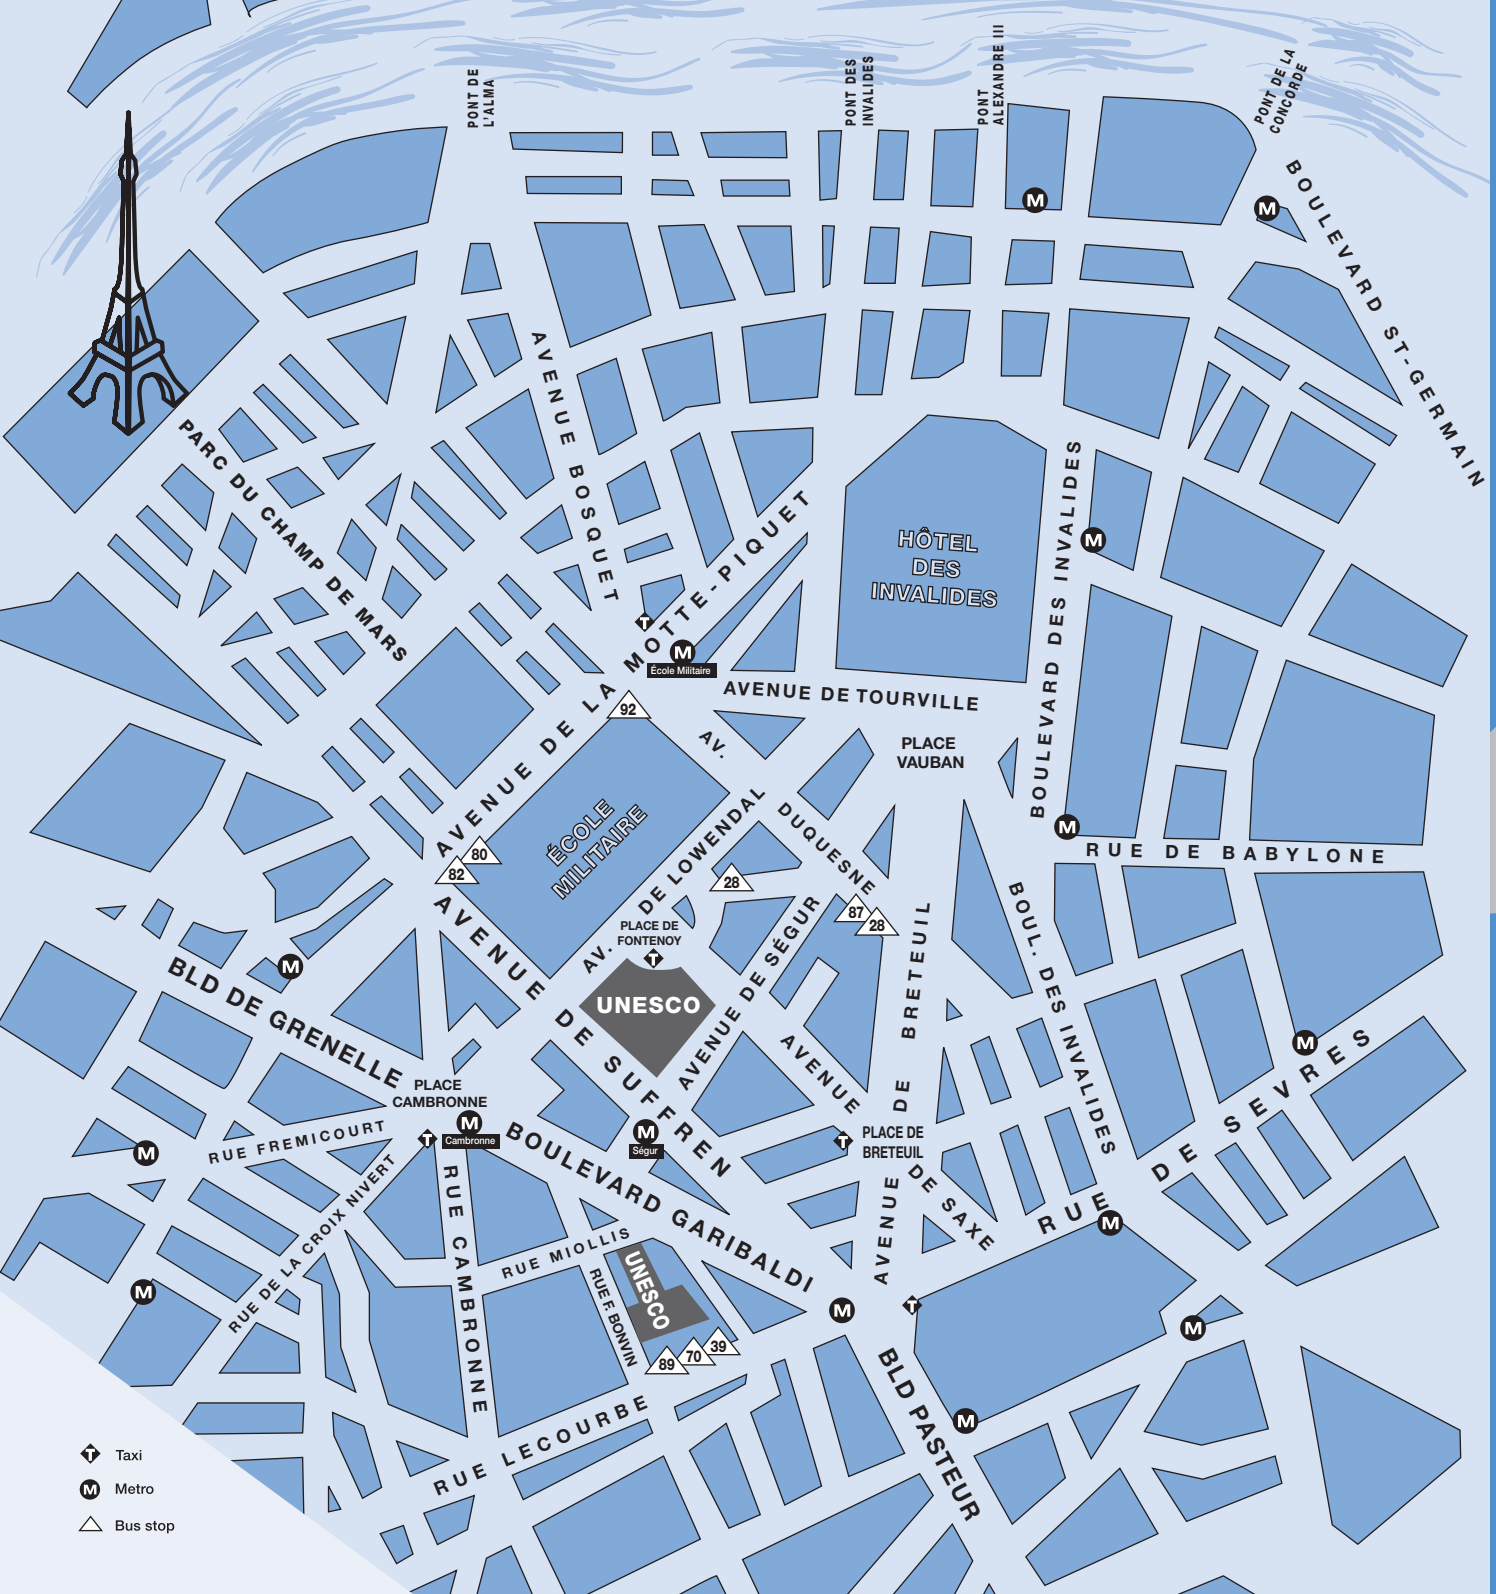 PONT DE
L'ALMA
PONT DES
INVALIDES
PONT
ALEXANDRE III
PONT DE LA
CONCORDE
BOULEVARD ST-GERMAIN
M
M
AVENUE BOSQUET
PARC DU CHAMP DE MARS
HÔTEL
DES
INVALIDES
BOULEVARD DES INVALIDES
M
T
M
École Militaire
AVENUE DE LA MOTTE-PIQUET
AVENUE DE TOURVILLE
92
AV. DUQUESNE
PLACE
VAUBAN
M
RUE DE BABYLONE
ÉCOLE
MILITAIRE
80
82
AV. DE LOWENDAL
28
87
28
PLACE DE
FONTENOY
T
UNESCO
AVENUE DE SUFFREN
AVENUE DE SÉGUR
AVENUE DE BRETEUIL
BOUL. DES INVALIDES
M
BLD DE GRENELLE
M
RUE DE SEVRES
AVENUE DE SAXE
PLACE
CAMBRONNE
M
Cambronne
T
M
Ségur
T
PLACE DE
BRETEUIL
RUE FREMICOURT
M
BOULEVARD GARIBALDI
RUE DE LA CROIX NIVERT
RUE CAMBRONNE
RUE MIOLLIS
RUE F. BONVIN
UNESCO
M
M
M
T
M
39
70
89
BLD PASTEUR
M
RUE LECOURBE
T Taxi
M Metro
Bus stop